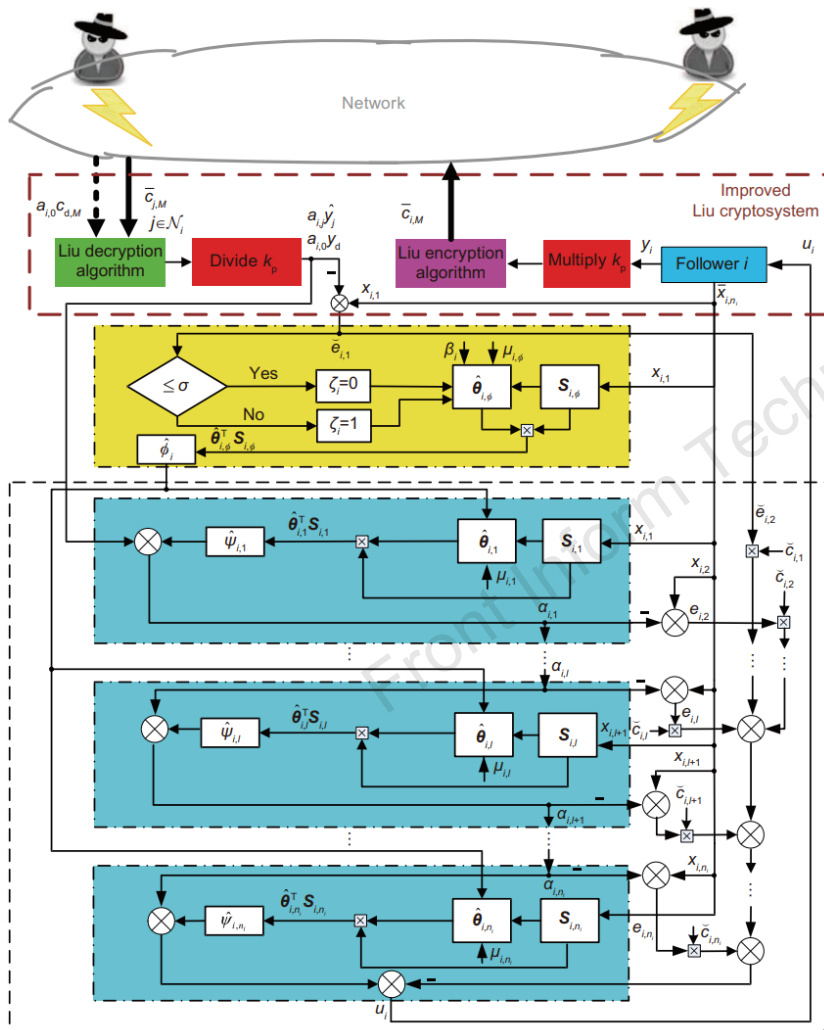 Network
a_{i,0}c_{d,M}
c̅_{j,M}
j∈𝒩_i
a_{i,j}ŷ_j
a_{i,0}y_d
c̅_{i,M}
Improved
Liu cryptosystem
Liu decryption
algorithm
Divide k_p
Liu encryption
algorithm
Multiply k_p
y_i
Follower i
u_i
x̅_{i,n_i}
x_{i,1}
-
ĕ_{i,1}
≤ σ
Yes
ζ_i=0
No
ζ_i=1
β_i
μ_{i,ϕ}
θ̂_{i,ϕ}
S_{i,ϕ}
x_{i,1}
θ̂^T_{i,ϕ} S_{i,ϕ}
ϕ̂_i
ψ̂_{i,1}
θ̂^T_{i,1} S_{i,1}
θ̂_{i,1}
S_{i,1}
x_{i,1}
μ_{i,1}
α_{i,1}
ĕ_{i,2}
c̆_{i,1}
x_{i,2}
c̆_{i,2}
-
e_{i,2}
⋮
α_{i,l}
-
ψ̂_{i,l}
θ̂^T_{i,l} S_{i,l}
θ̂_{i,l}
S_{i,l}
x_{i,l+1}
μ_{i,l}
c̆_{i,l}
e_{i,l}
x_{i,l+1}
c̆_{i,l+1}
-
α_{i,l+1}
⋮
α_{i,n_i}
-
x_{i,n_i}
ψ̂_{i,n_i}
θ̂^T_{i,n_i} S_{i,n_i}
θ̂_{i,n_i}
S_{i,n_i}
μ_{i,n_i}
e_{i,n_i}
c̆_{i,n_i}
-
u_i
Front Inform Techn